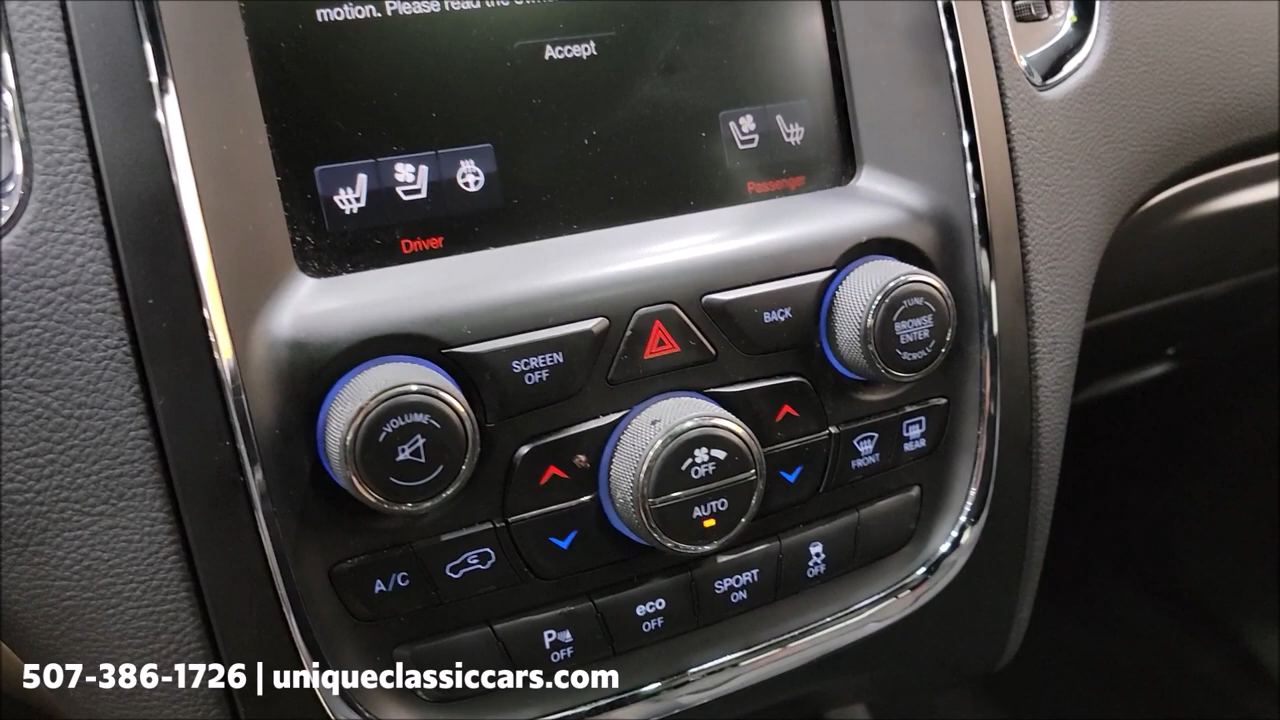 motion. Please read the
Accept
Driver
Passenger
SCREEN
OFF
BACK
TUNE
BROWSE
ENTER
SCROLL
VOLUME
OFF
AUTO
FRONT
REAR
A/C
P
OFF
eco
OFF
SPORT
ON
OFF
507-386-1726 | uniqueclassiccars.com